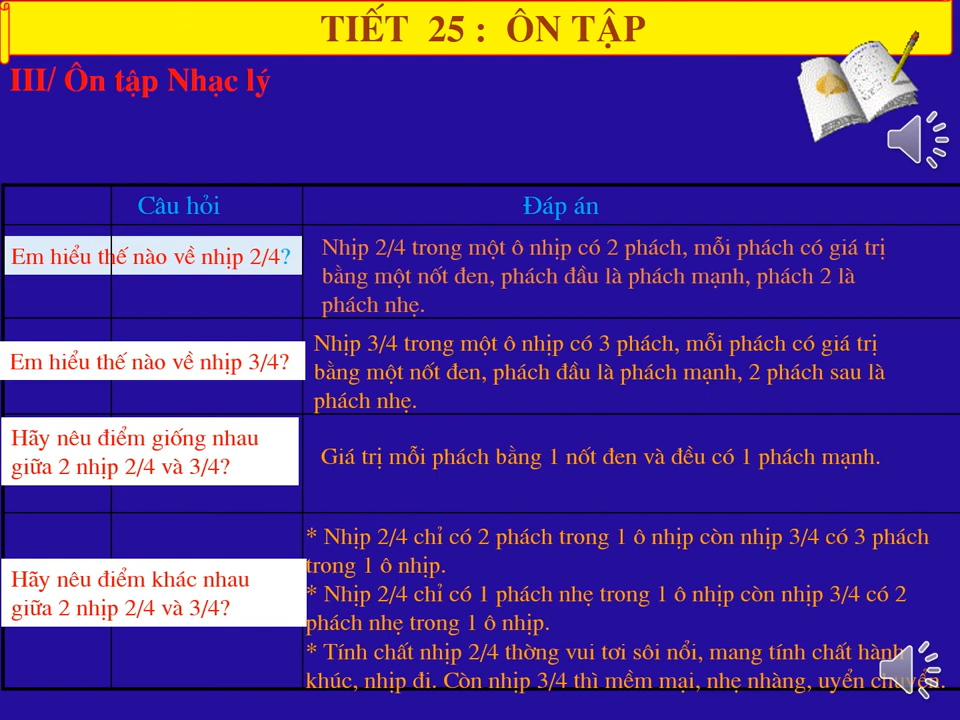 TIẾT 25 : ÔN TẬP
III/ Ôn tập Nhạc lý
Câu hỏi
Đáp án
Em hiểu thế nào về nhịp 2/4?
Nhịp 2/4 trong một ô nhịp có 2 phách, mỗi phách có giá trị
bằng một nốt đen, phách đầu là phách mạnh, phách 2 là
phách nhẹ.
Em hiểu thế nào về nhịp 3/4?
Nhịp 3/4 trong một ô nhịp có 3 phách, mỗi phách có giá trị
bằng một nốt đen, phách đầu là phách mạnh, 2 phách sau là
phách nhẹ.
Hãy nêu điểm giống nhau
giữa 2 nhịp 2/4 và 3/4?
Giá trị mỗi phách bằng 1 nốt đen và đều có 1 phách mạnh.
Hãy nêu điểm khác nhau
giữa 2 nhịp 2/4 và 3/4?
* Nhịp 2/4 chỉ có 2 phách trong 1 ô nhịp còn nhịp 3/4 có 3 phách
trong 1 ô nhịp.
* Nhịp 2/4 chỉ có 1 phách nhẹ trong 1 ô nhịp còn nhịp 3/4 có 2
phách nhẹ trong 1 ô nhịp.
* Tính chất nhịp 2/4 thờng vui tơi sôi nổi, mang tính chất hành
khúc, nhịp đi. Còn nhịp 3/4 thì mềm mại, nhẹ nhàng, uyển chuyển.